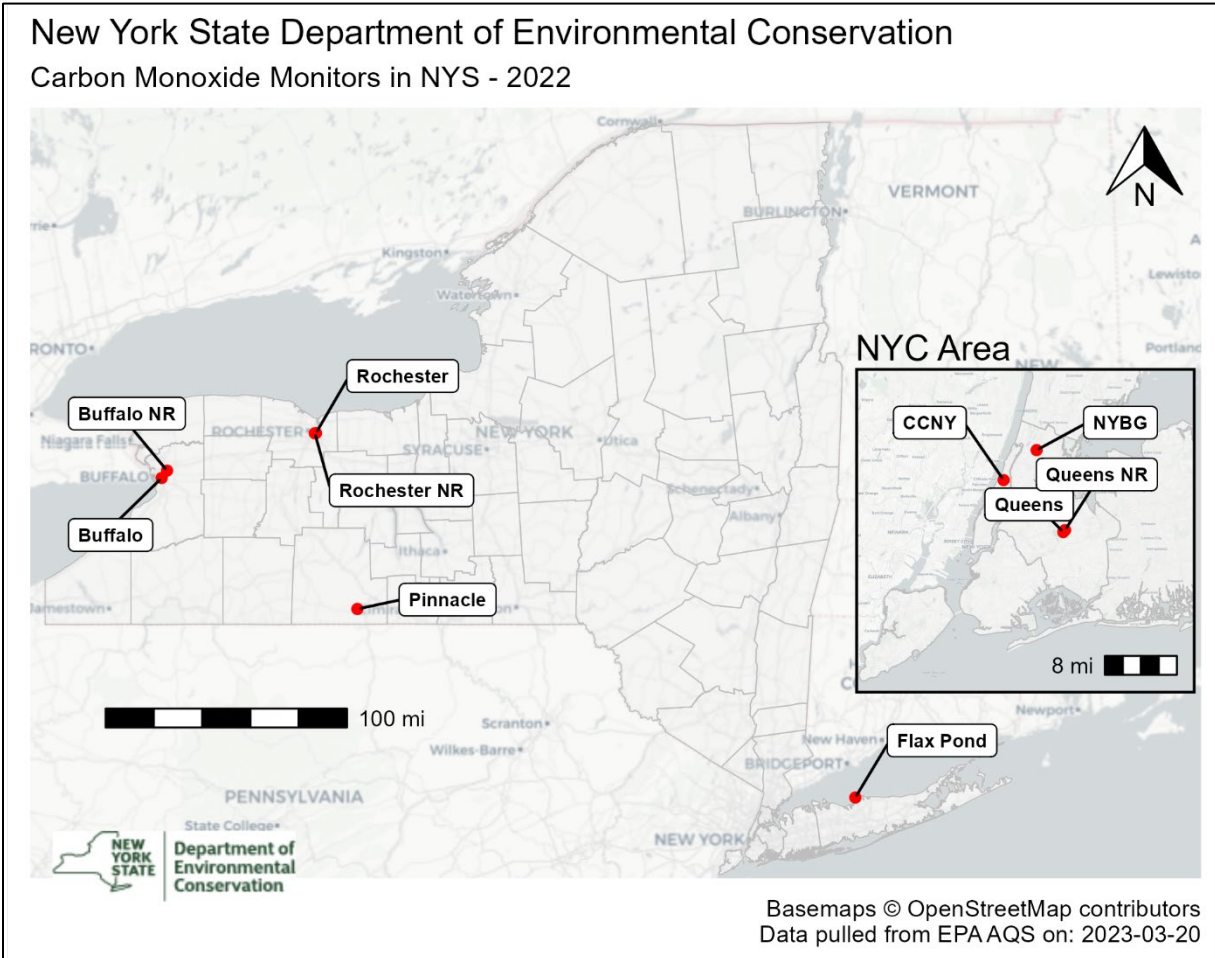 New York State Department of Environmental Conservation
Carbon Monoxide Monitors in NYS - 2022
Cornwall
VERMONT
BURLINGTON
N
Kingston
Watertown
Lewisto
RONTO
NYC Area
NEW
Portland
Rochester
Buffalo NR
ROCHESTER
Niagara Falls
SYRACUSE
NEW YORK
Utica
CCNY
NYBG
BUFFALO
Rochester NR
Schenectady
Queens NR
Queens
Buffalo
Albany
Ithaca
Pinnacle
Jamestown
8 mi
100 mi
Scranton
Wilkes-Barre
Newport
New Haven
Flax Pond
BRIDGEPORT
PENNSYLVANIA
State College
NEW YORK
NEW
YORK
STATE
Department of
Environmental
Conservation
Basemaps © OpenStreetMap contributors
Data pulled from EPA AQS on: 2023-03-20